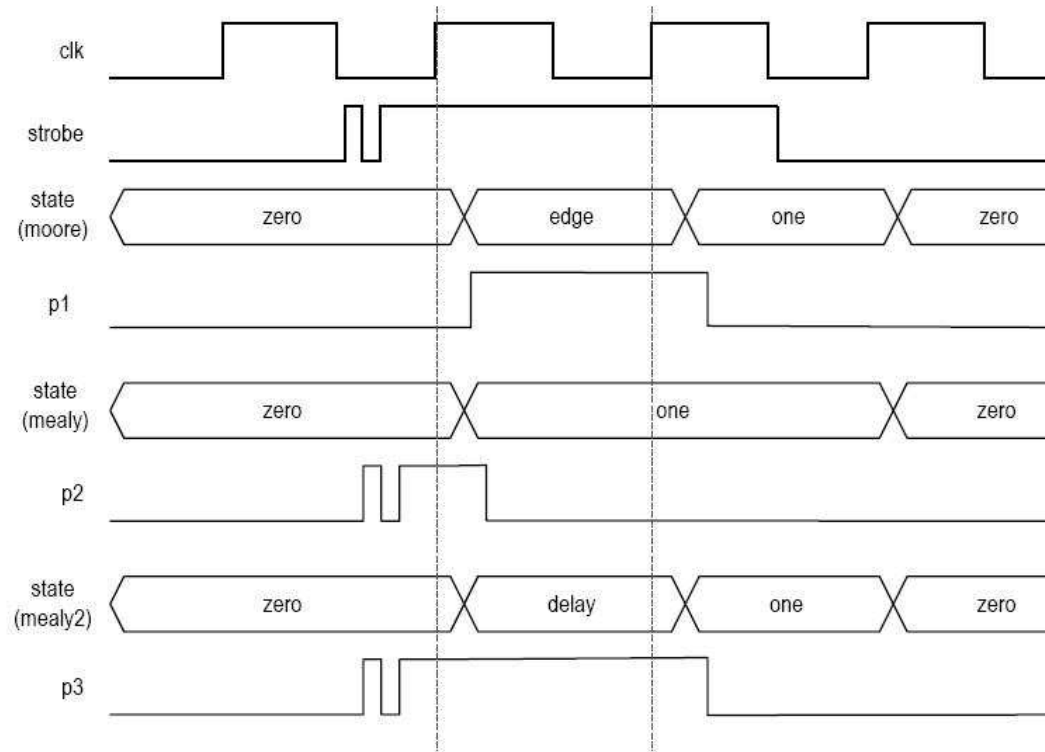 clk
strobe
state
(moore)
zero
edge
one
zero
p1
state
(mealy)
zero
one
zero
p2
state
(mealy2)
zero
delay
one
zero
p3